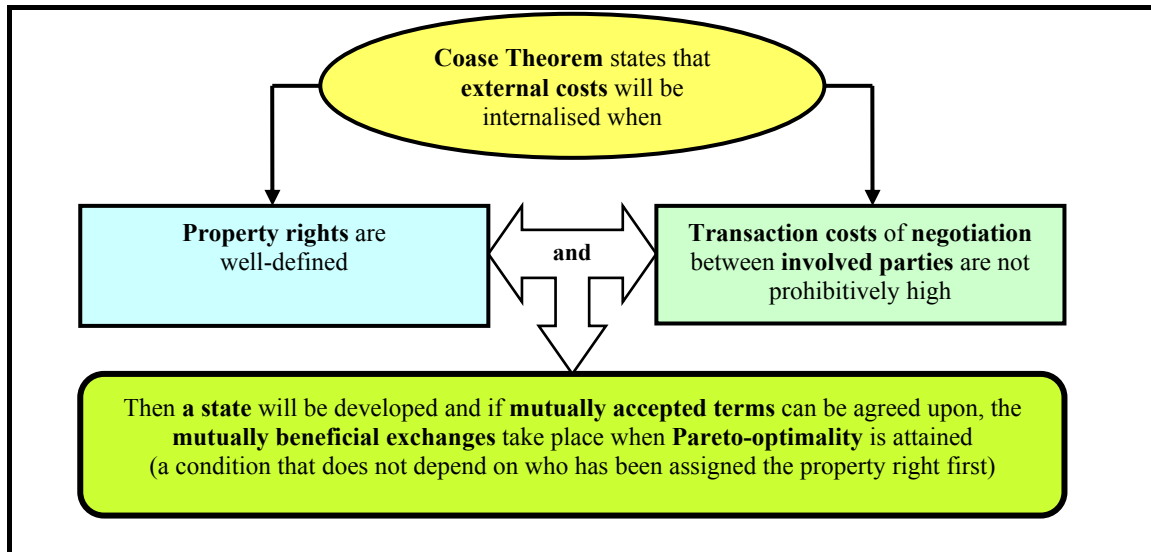 Coase Theorem states that
external costs will be
internalised when
Property rights are
well-defined
and
Transaction costs of negotiation
between involved parties are not
prohibitively high
Then a state will be developed and if mutually accepted terms can be agreed upon, the
mutually beneficial exchanges take place when Pareto-optimality is attained
(a condition that does not depend on who has been assigned the property right first)